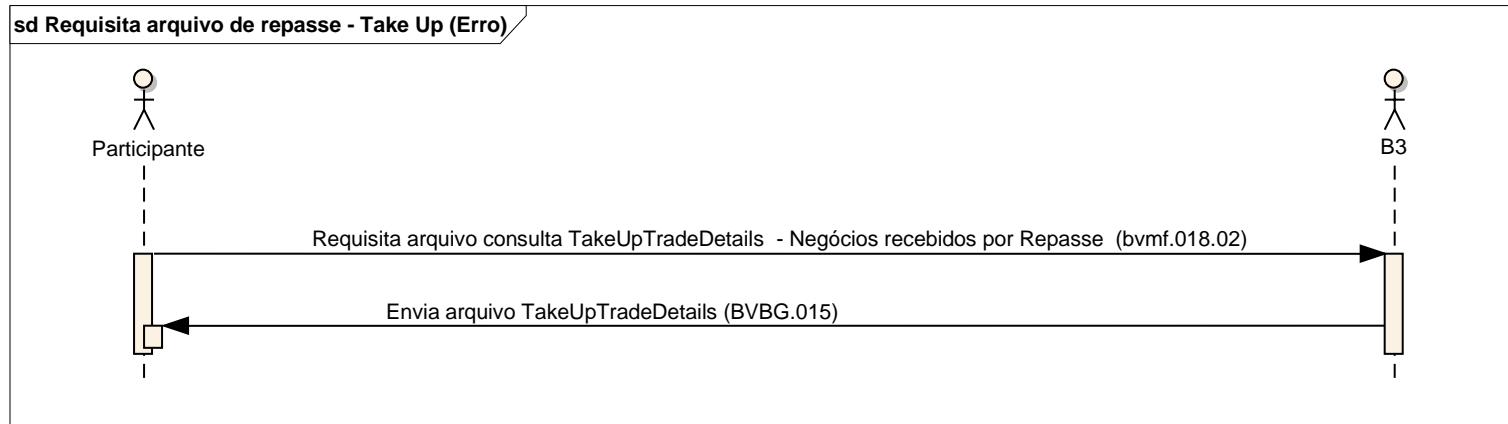 sd Requisita arquivo de repasse - Take Up (Erro)
Participante
B3
Requisita arquivo consulta TakeUpTradeDetails  - Negócios recebidos por Repasse  (bvmf.018.02)
Envia arquivo TakeUpTradeDetails (BVBG.015)